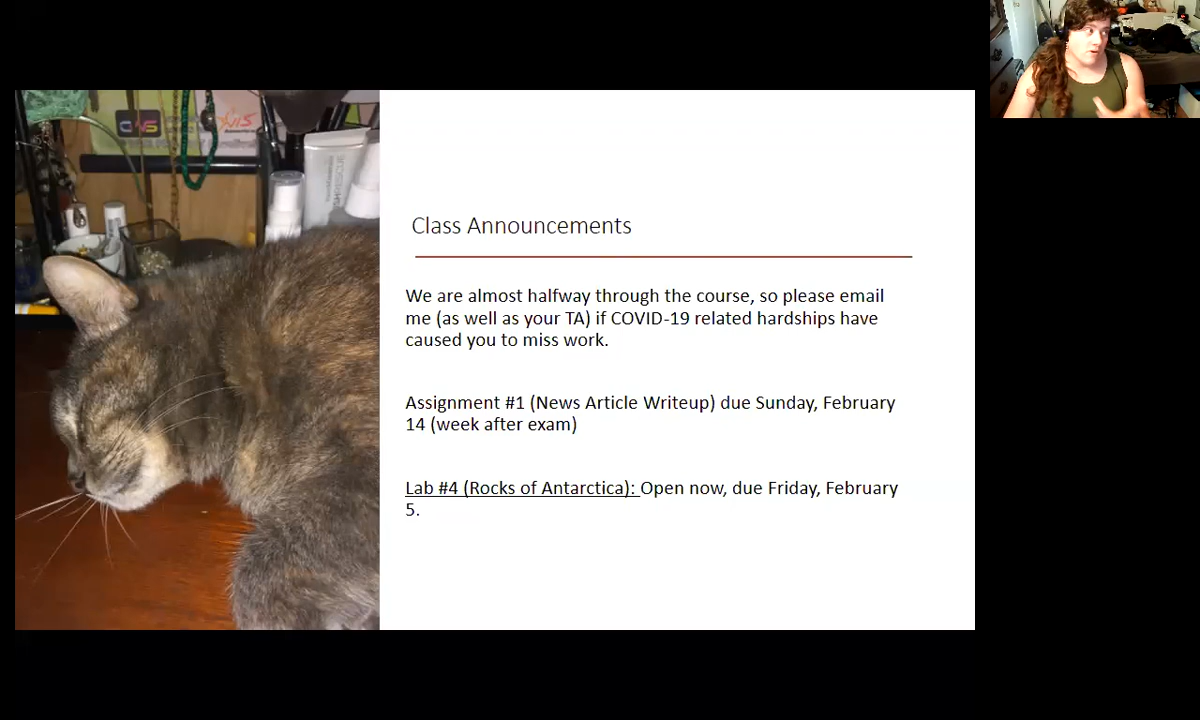 Class Announcements
We are almost halfway through the course, so please email
me (as well as your TA) if COVID-19 related hardships have
caused you to miss work.
Assignment #1 (News Article Writeup) due Sunday, February
14 (week after exam)
Lab #4 (Rocks of Antarctica): Open now, due Friday, February
5.